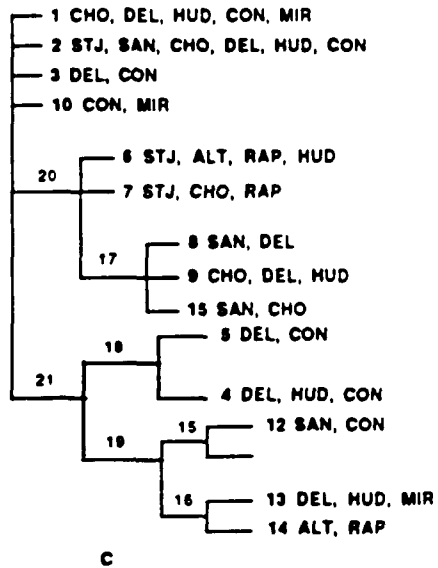 1 CHO, DEL, HUD, CON, MIR
2 STJ, SAN, CHO, DEL, HUD, CON
3 DEL, CON
10 CON, MIR
6 STJ, ALT, RAP, HUD
20
7 STJ, CHO, RAP
8 SAN, DEL
17
9 CHO, DEL, HUD
15 SAN, CHO
5 DEL, CON
18
21
4 DEL, HUD, CON
15
12 SAN, CON
19
16
13 DEL, HUD, MIR
14 ALT, RAP
C